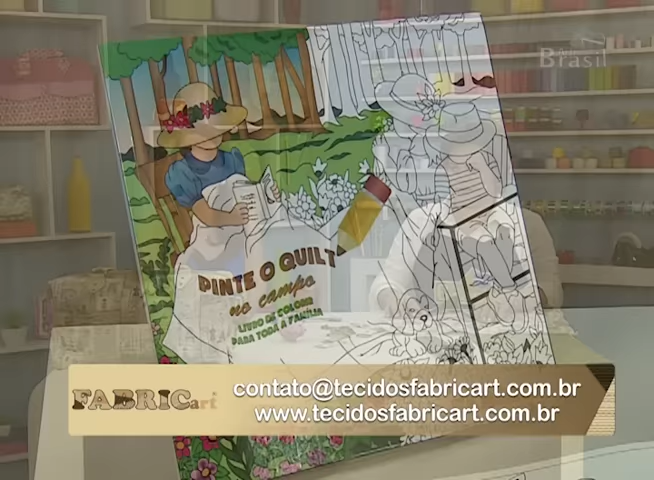 Brasil
PINTE O QUILT
no campo
LIVRO DE COLORIR
PARA TODA A FAMÍLIA
FABRICart
contato@tecidosfabricart.com.br
www.tecidosfabricart.com.br